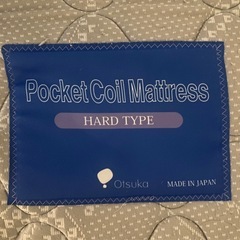 Pocket Coil Mattress
HARD TYPE
Otsuka
MADE IN JAPAN